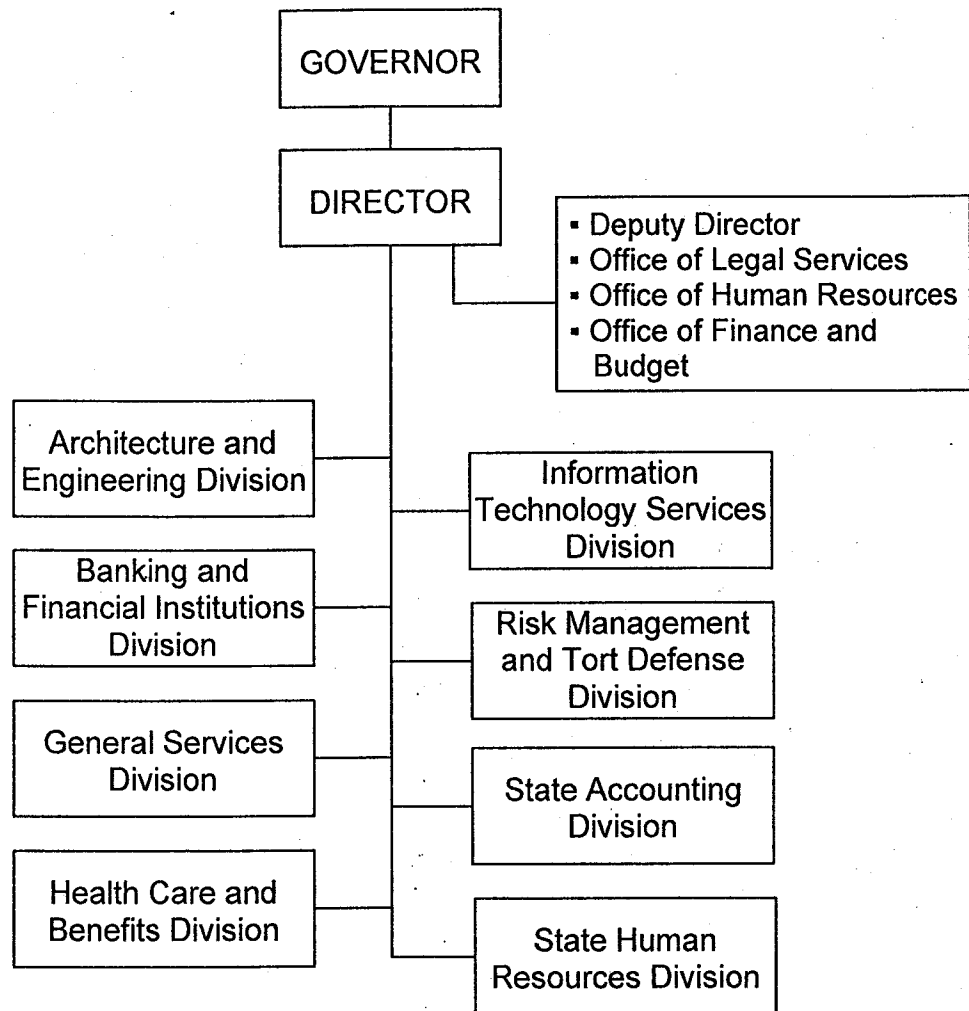 GOVERNOR
DIRECTOR
▪ Deputy Director
▪ Office of Legal Services
▪ Office of Human Resources
▪ Office of Finance and
Budget
Architecture and
Engineering Division
Information
Technology Services
Division
Banking and
Financial Institutions
Division
Risk Management
and Tort Defense
Division
General Services
Division
State Accounting
Division
Health Care and
Benefits Division
State Human
Resources Division